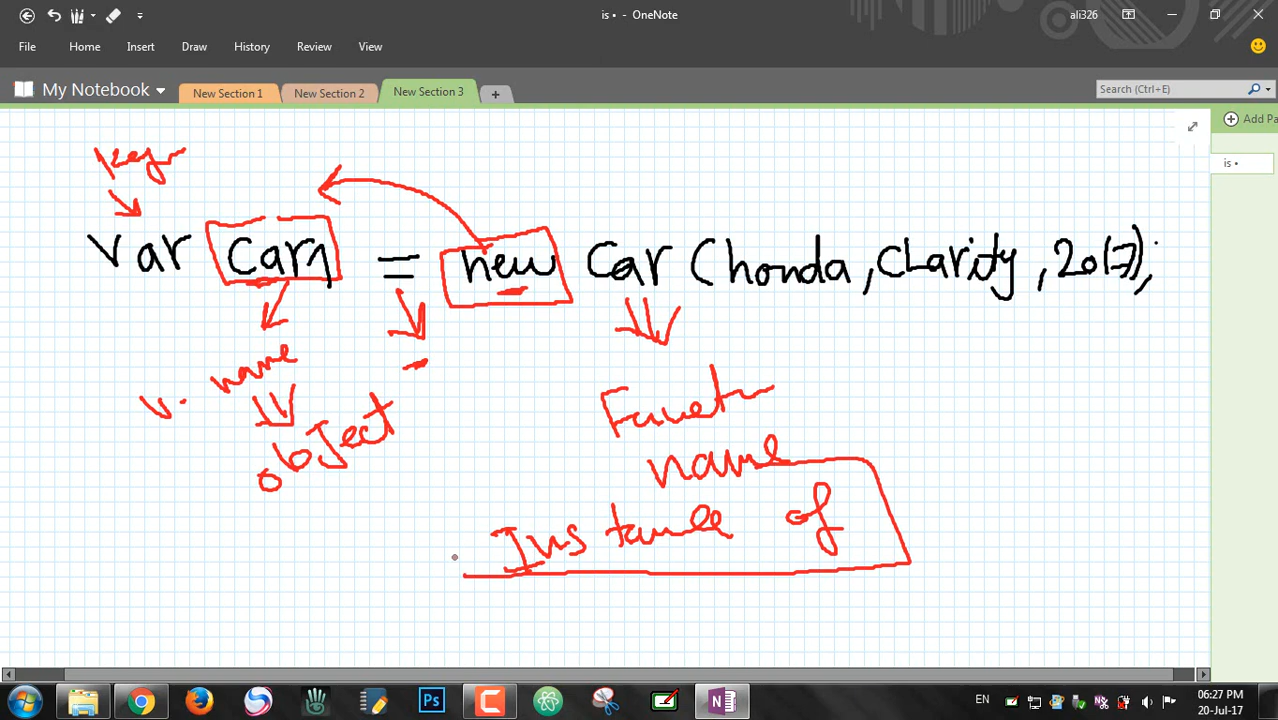 is • - OneNote
ali326
File Home Insert Draw History Review View
My Notebook New Section 1 New Section 2 New Section 3
Search (Ctrl+E)
Add Pa
is •
key
var Car1 = new Car (honda, Clarity, 2017);
v. name
object
Funct
name
Instance of
EN
06:27 PM
20-Jul-17